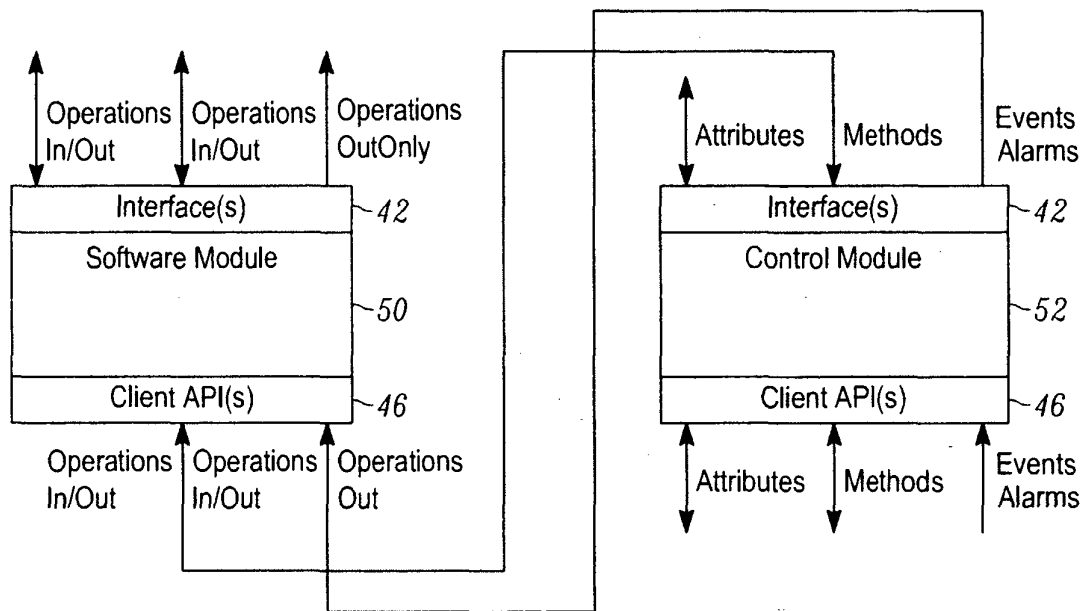 Operations
In/Out
Operations
In/Out
Operations
OutOnly
Interface(s)
42
Software Module
50
Client API(s)
46
Operations
In/Out
Operations
In/Out
Operations
Out
Attributes
Methods
Events
Alarms
Interface(s)
42
Control Module
52
Client API(s)
46
Attributes
Methods
Events
Alarms